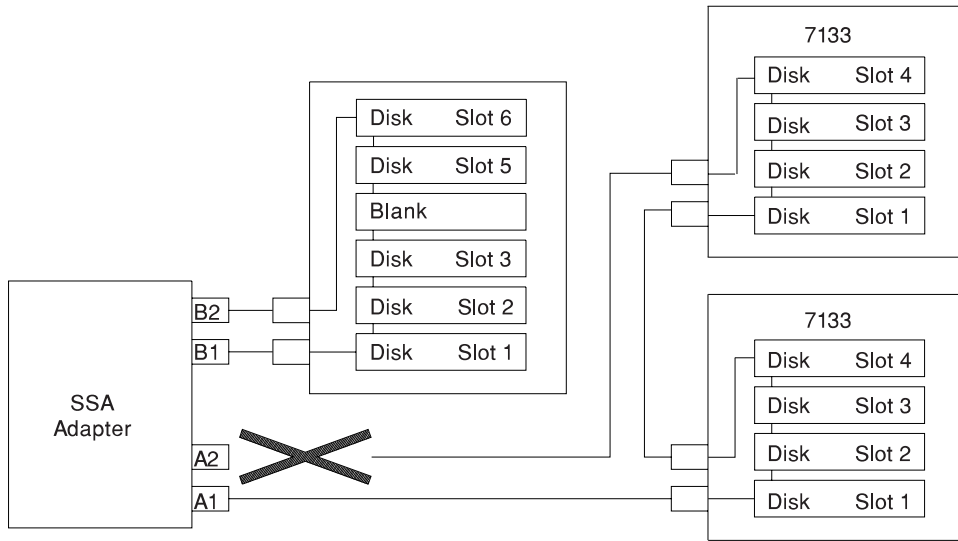 7133
Disk Slot 4
Disk Slot 3
Disk Slot 2
Disk Slot 1
Disk Slot 6
Disk Slot 5
Blank
Disk Slot 3
Disk Slot 2
Disk Slot 1
B2
B1
SSA
Adapter
A2
A1
7133
Disk Slot 4
Disk Slot 3
Disk Slot 2
Disk Slot 1